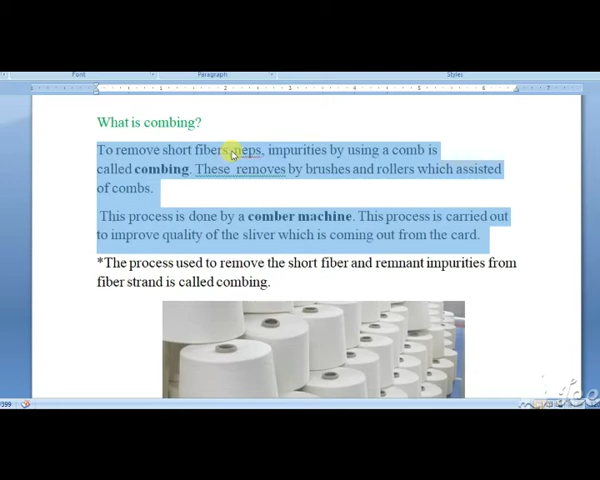 Font Paragraph Styles
What is combing?
To remove short fibers, neps, impurities by using a comb is
called combing. These removes by brushes and rollers which assisted
of combs.
This process is done by a comber machine. This process is carried out
to improve quality of the sliver which is coming out from the card.
*The process used to remove the short fiber and remnant impurities from
fiber strand is called combing.